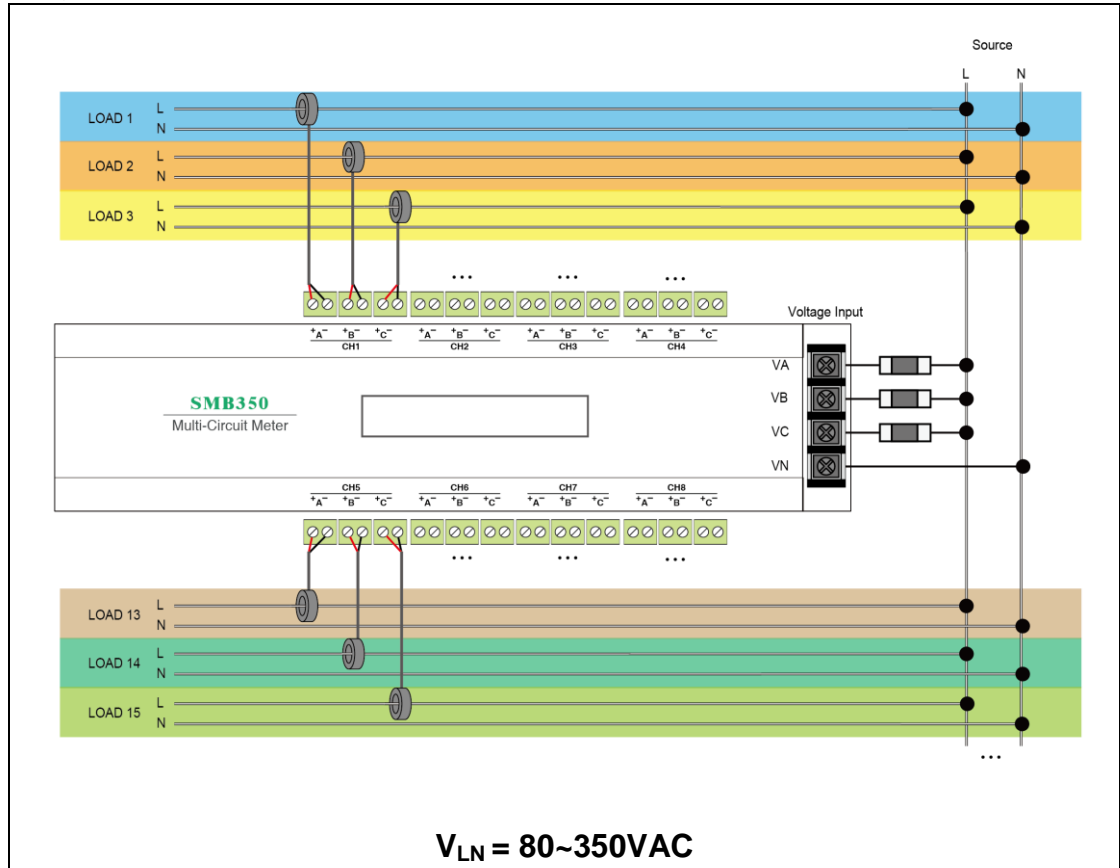 Source
L N
LOAD 1 L
N
LOAD 2 L
N
LOAD 3 L
N
... ... ...
Voltage Input
+A− +B− +C− +A− +B− +C− +A− +B− +C− +A− +B− +C−
CH1 CH2 CH3 CH4
VA
SMB350
VB
Multi-Circuit Meter
VC
VN
CH5 CH6 CH7 CH8
+A− +B− +C− +A− +B− +C− +A− +B− +C− +A− +B− +C−
... ... ...
LOAD 13 L
N
LOAD 14 L
N
LOAD 15 L
N
...
VLN = 80~350VAC